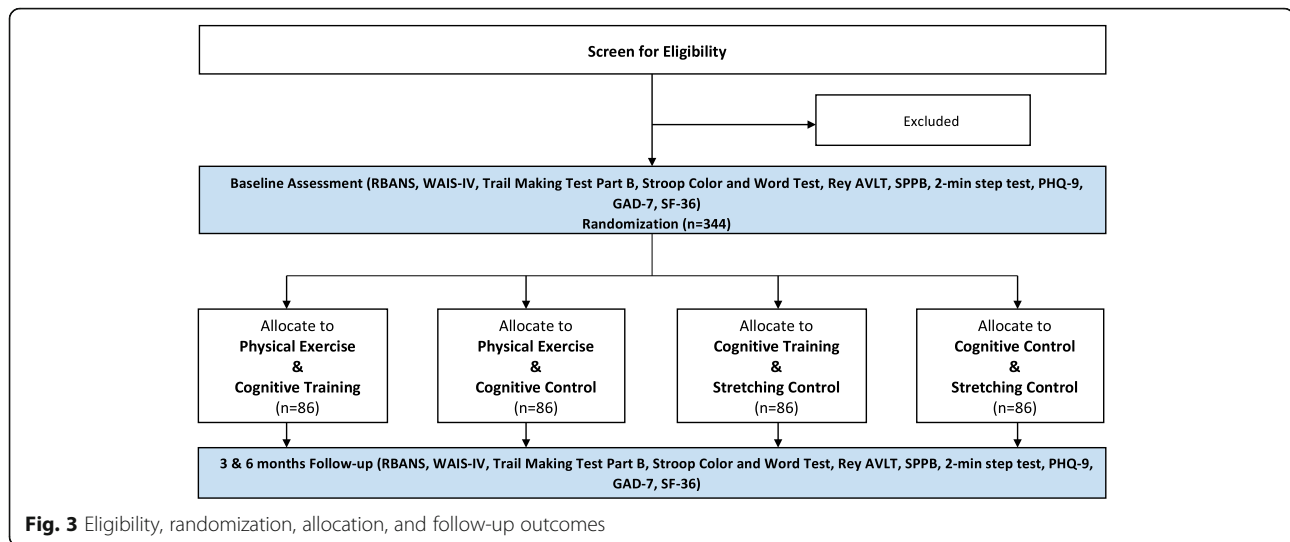 Screen for Eligibility
Excluded
Baseline Assessment (RBANS, WAIS-IV, Trail Making Test Part B, Stroop Color and Word Test, Rey AVLT, SPPB, 2-min step test, PHQ-9,
GAD-7, SF-36)
Randomization (n=344)
Allocate to
Physical Exercise
&
Cognitive Training
(n=86)
Allocate to
Physical Exercise
&
Cognitive Control
(n=86)
Allocate to
Cognitive Training
&
Stretching Control
(n=86)
Allocate to
Cognitive Control
&
Stretching Control
(n=86)
3 & 6 months Follow-up (RBANS, WAIS-IV, Trail Making Test Part B, Stroop Color and Word Test, Rey AVLT, SPPB, 2-min step test, PHQ-9,
GAD-7, SF-36)
Fig. 3 Eligibility, randomization, allocation, and follow-up outcomes